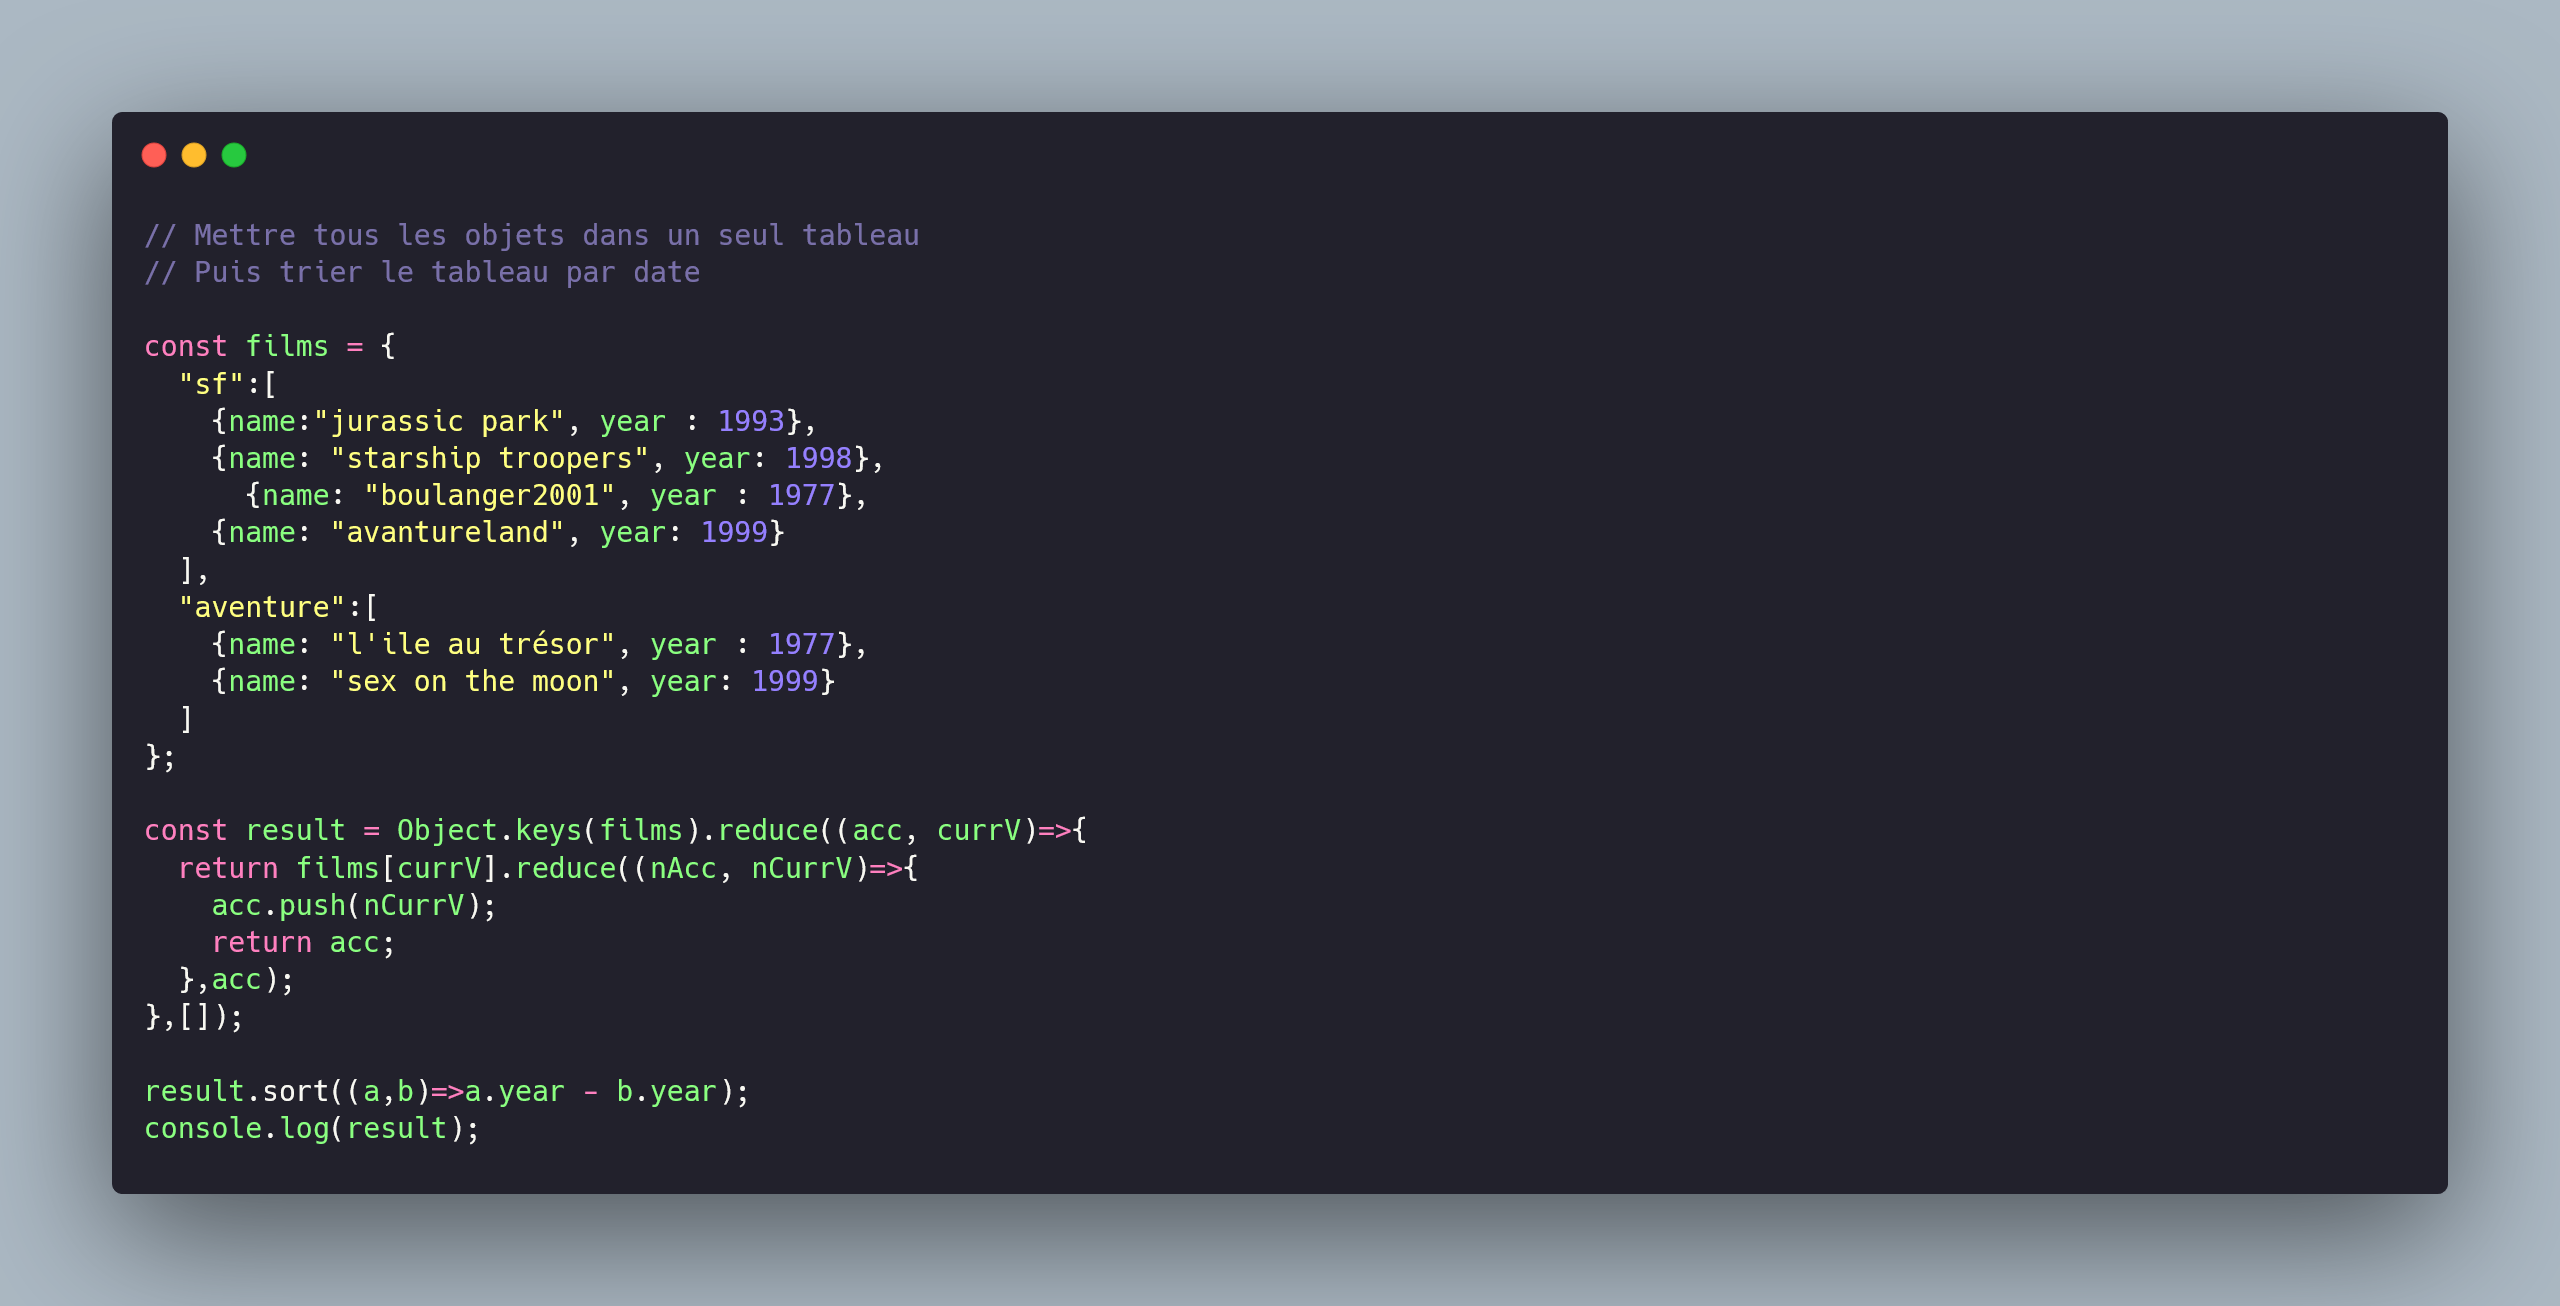 // Mettre tous les objets dans un seul tableau
// Puis trier le tableau par date
const films = {
  "sf":[
    {name:"jurassic park", year : 1993},
    {name: "starship troopers", year: 1998},
      {name: "boulanger2001", year : 1977},
    {name: "avantureland", year: 1999}
  ],
  "aventure":[
    {name: "l'ile au trésor", year : 1977},
    {name: "sex on the moon", year: 1999}
  ]
};
const result = Object.keys(films).reduce((acc, currV)=>{
  return films[currV].reduce((nAcc, nCurrV)=>{
    acc.push(nCurrV);
    return acc;
  },acc);
},[]);
result.sort((a,b)=>a.year - b.year);
console.log(result);